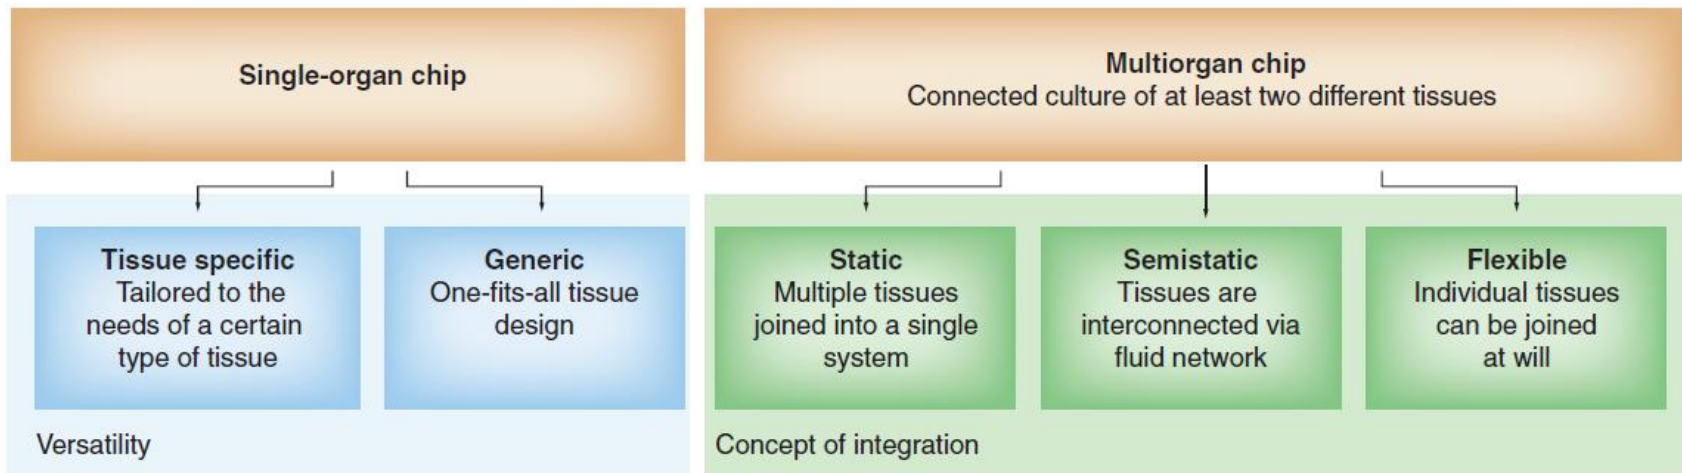 Single-organ chip
Multiorgan chip
Connected culture of at least two different tissues
Tissue specific
Tailored to the
needs of a certain
type of tissue
Generic
One-fits-all tissue
design
Versatility
Static
Multiple tissues
joined into a single
system
Semistatic
Tissues are
interconnected via
fluid network
Flexible
Individual tissues
can be joined
at will
Concept of integration